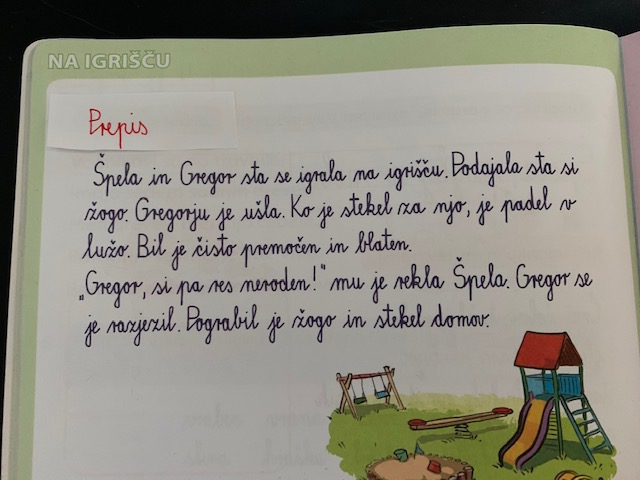 NA IGRIŠČU
Prepis
Špela in Gregor sta se igrala na igrišču. Podajala sta si
žogo. Gregorju je ušla. Ko je stekel za njo, je padel v
lužo. Bil je čisto premočen in blaten.
„Gregor, si pa res neroden!“ mu je rekla Špela. Gregor se
je razjezil. Pograbil je žogo in stekel domov.